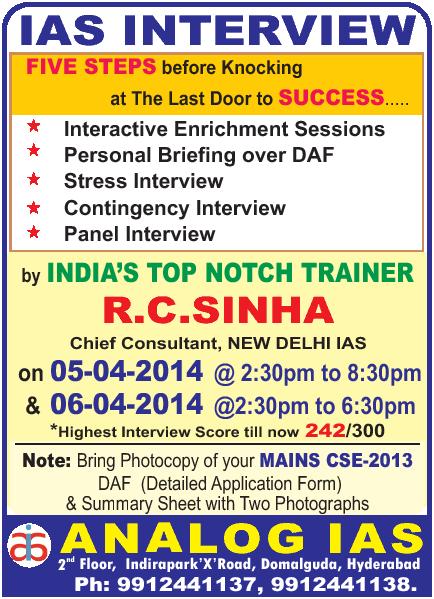 IAS INTERVIEW
FIVE STEPS before Knocking
at The Last Door to SUCCESS.....
Interactive Enrichment Sessions
Personal Briefing over DAF
Stress Interview
Contingency Interview
Panel Interview
by INDIA'S TOP NOTCH TRAINER
R.C.SINHA
Chief Consultant, NEW DELHI IAS
on 05-04-2014 @ 2:30pm to 8:30pm
& 06-04-2014 @2:30pm to 6:30pm
*Highest Interview Score till now 242/300
Note: Bring Photocopy of your MAINS CSE-2013
DAF (Detailed Application Form)
& Summary Sheet with Two Photographs
ANALOG IAS
2nd Floor, Indirapark'X'Road, Domalguda, Hyderabad
Ph: 9912441137, 9912441138.